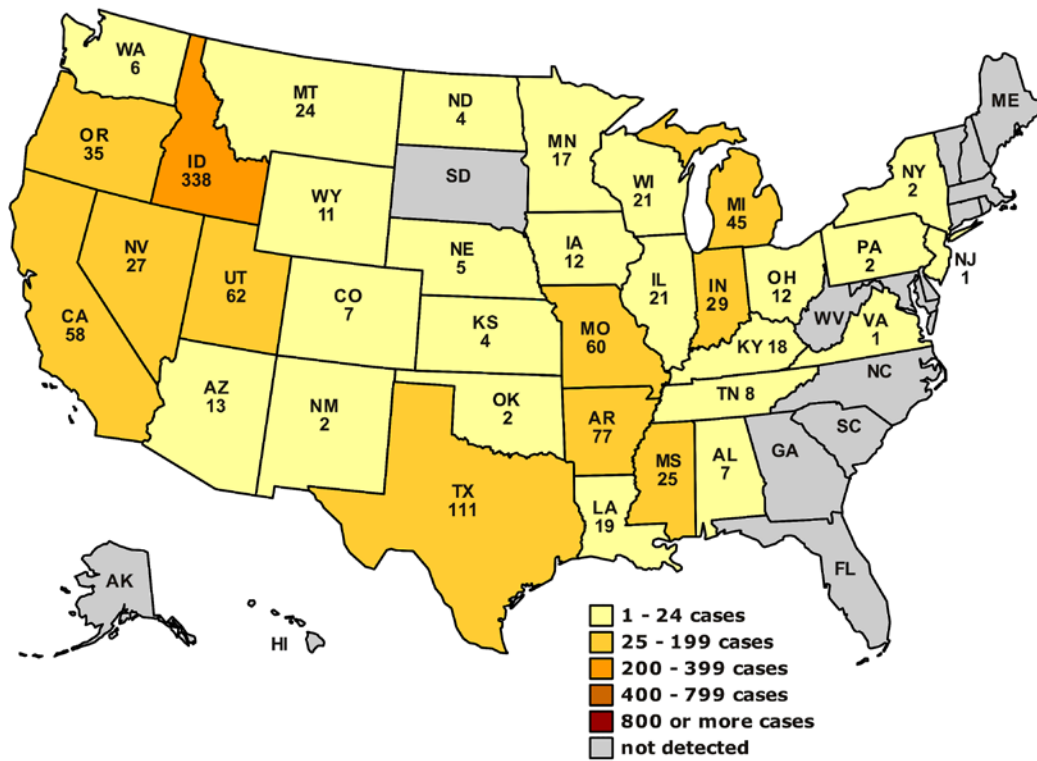 WA
6
MT
24
ND
4
MN
17
ME
OR
35
ID
338
SD
WI
21
NY
2
WY
11
MI
45
NV
27
NE
5
IA
12
PA
2
NJ
1
UT
62
CO
7
IL
21
IN
29
OH
12
CA
58
KS
4
MO
60
WV
VA
1
KY 18
AZ
13
NM
2
OK
2
TN 8
NC
AR
77
SC
GA
MS
25
AL
7
TX
111
LA
19
AK
FL
HI
1 - 24 cases
25 - 199 cases
200 - 399 cases
400 - 799 cases
800 or more cases
not detected